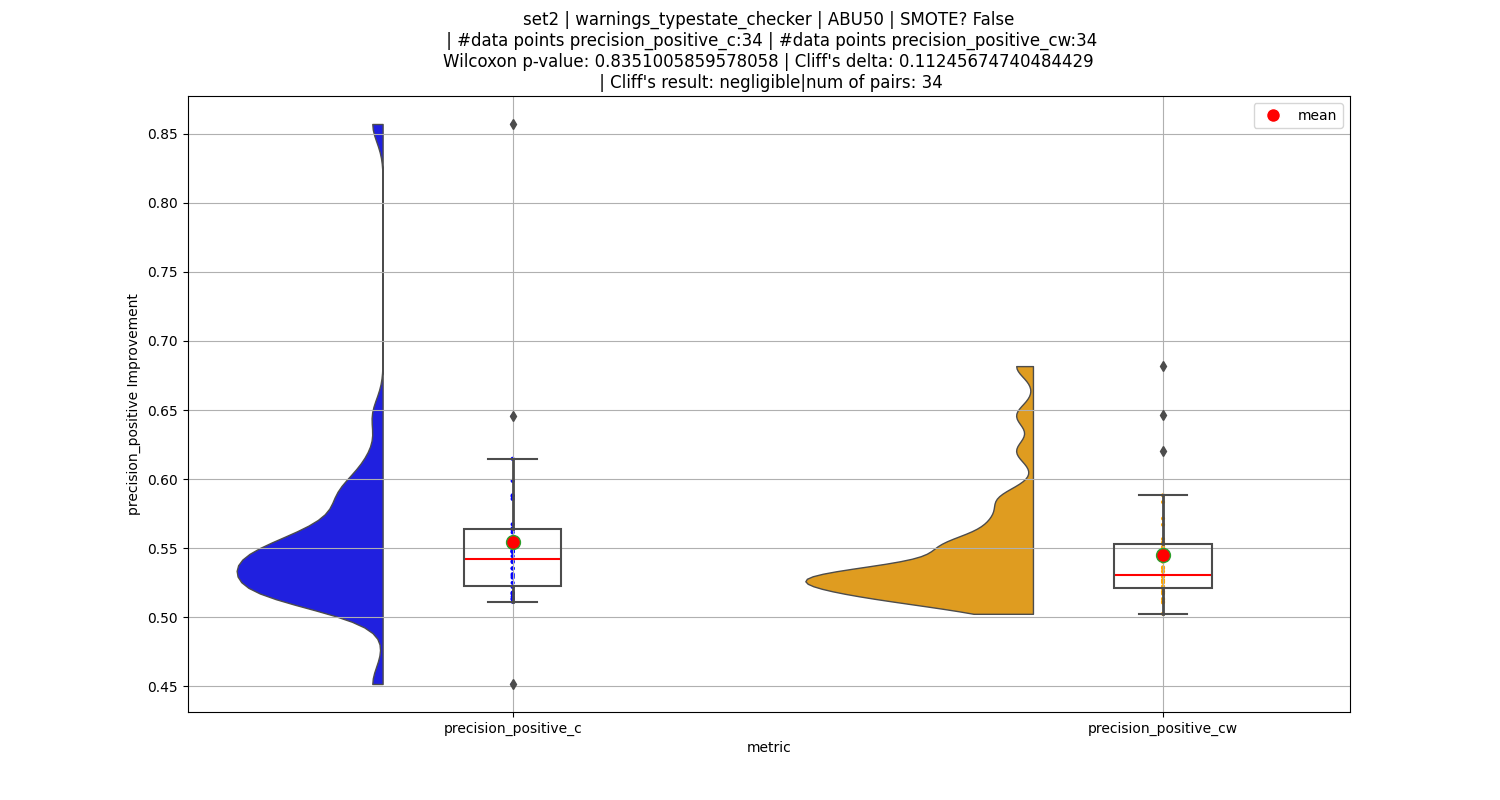 set2 | warnings_typestate_checker | ABU50 | SMOTE? False
| #data points precision_positive_c:34 | #data points precision_positive_cw:34
Wilcoxon p-value: 0.8351005859578058 | Cliff's delta: 0.11245674740484429
| Cliff's result: negligible|num of pairs: 34
mean
0.85
0.80
0.75
0.70
0.65
0.60
0.55
0.50
0.45
precision_positive Improvement
precision_positive_c
precision_positive_cw
metric